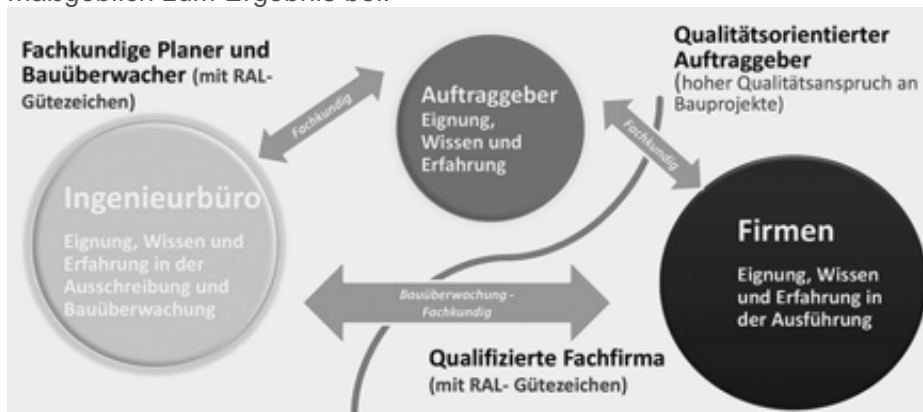 maßgeblich zum Ergebnis bei.
Fachkundige Planer und
Bauüberwacher (mit RAL-
Gütezeichen)
Fachkundig
Auftraggeber
Eignung,
Wissen und
Erfahrung
Qualitätsorientierter
Auftraggeber
(hoher Qualitätsanspruch an
Bauprojekte)
Fachkundig
Ingenieurbüro
Eignung, Wissen und
Erfahrung in der
Ausschreibung und
Bauüberwachung
Bauüberwachung -
Fachkundig
Firmen
Eignung, Wissen
und Erfahrung in
der Ausführung
Qualifizierte Fachfirma
(mit RAL- Gütezeichen)